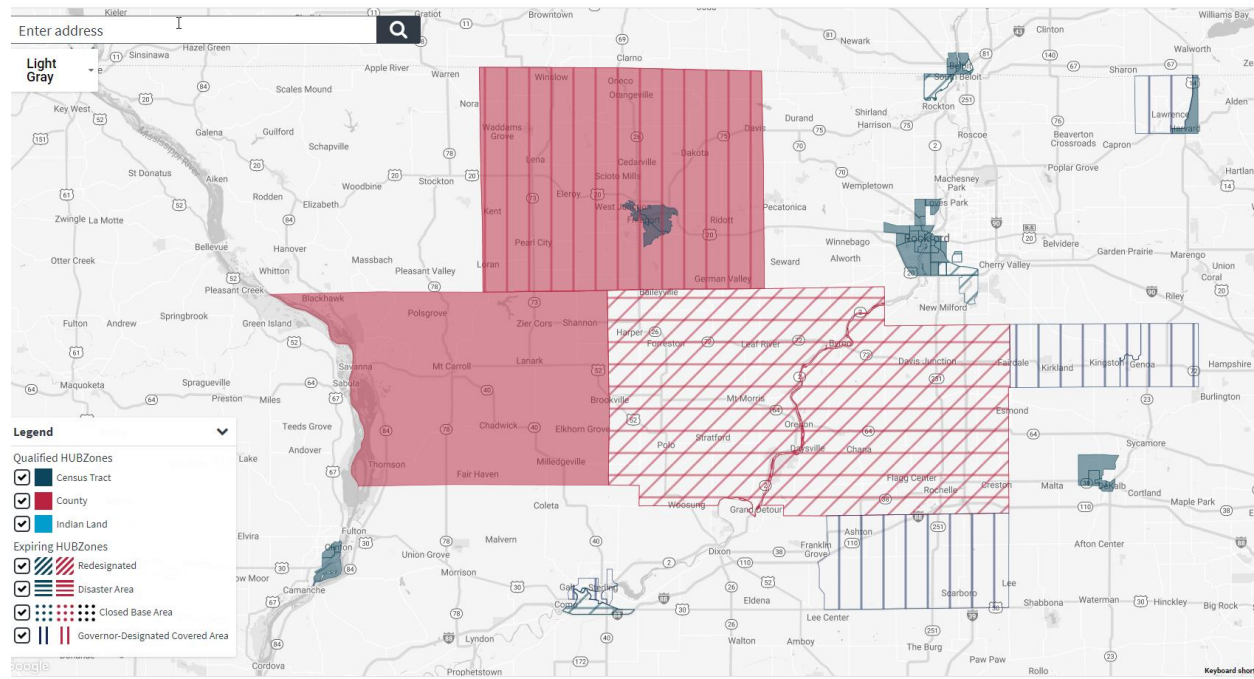 Enter address
Light
Gray
Kieler
Gratiot
Browntown
Williams Bay
Sinsinawa
Hazel Green
Newark
Clinton
Walworth
Apple River
Warren
Clarno
South Beloit
Sharon
Key West
Scales Mound
Nora
Winslow
Oneco
Orangeville
Rockton
Alden
Galena
Guilford
Waddams
Grove
Davis
Durand
Shirland
Harrison
Roscoe
Beaverton
Crossroads
Capron
Lawrence
Harvard
Schapville
Lena
Cedarville
Dakota
Poplar Grove
St Donatus
Aiken
Woodbine
Stockton
Scioto Mills
Wempletown
Machesney
Park
Rodden
Elizabeth
Eleroy
Kent
Ridott
Pecatonica
Loves Park
Zwingle
La Motte
Pearl City
Winnebago
Rockford
Belvidere
Garden Prairie
Marengo
Bellevue
Hanover
Massbach
Loran
Seward
Alworth
Cherry Valley
Union
Coral
Otter Creek
Whitton
Pleasant Valley
German Valley
Pleasant Creek
Blackhawk
Baileyville
New Milford
Riley
Springbrook
Fulton
Andrew
Green Island
Polsgrove
Zier Cors
Shannon
Harper
Forreston
Leaf River
Byron
Davis Junction
Fairdale
Kirkland
Kingston
Genoa
Hampshire
Savanna
Sabula
Mt Carroll
Lanark
Maquoketa
Spragueville
Preston
Miles
Brookville
Mt Morris
Esmond
Burlington
Teeds Grove
Chadwick
Elkhorn Grove
Polo
Stratford
Oregon
Daysville
Chana
Sycamore
Andover
Lake
Thomson
Fair Haven
Milledgeville
Flagg Center
Rochelle
Creston
Malta
DeKalb
Cortland
Maple Park
Coleta
Woosung
Grand Detour
Elvira
Fulton
Clinton
Union Grove
Malvern
Morrison
Dixon
Franklin
Grove
Ashton
Afton Center
ow Moor
Camanche
Sterling
Eldena
Scarboro
Lee
Shabbona
Waterman
Hinckley
Big Rock
Lyndon
Lee Center
Walton
Amboy
The Burg
Paw Paw
Rollo
Cordova
Prophetstown
Legend
Qualified HUBZones
Census Tract
County
Indian Land
Expiring HUBZones
Redesignated
Disaster Area
Closed Base Area
Governor-Designated Covered Area
Keyboard short